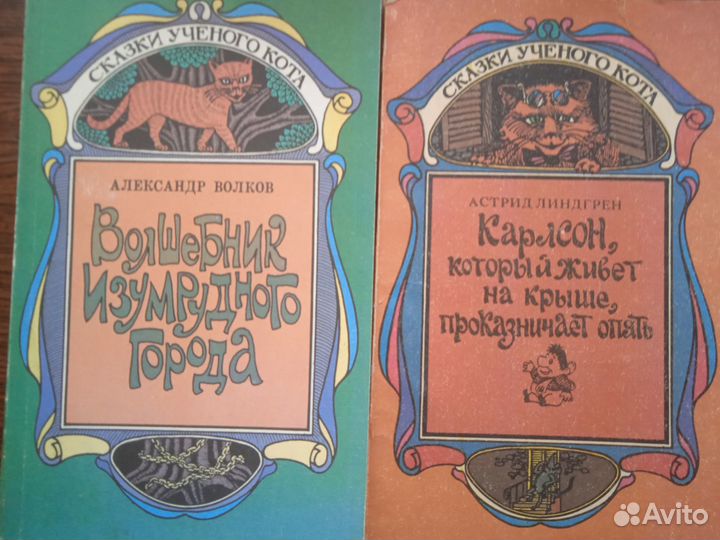 СКАЗКИ УЧЕНОГО КОТА
АЛЕКСАНДР ВОЛКОВ
Волшебник
Изумрудного
Города
СКАЗКИ УЧЕНОГО КОТА
АСТРИД ЛИНДГРЕН
Карлсон,
который живет
на крыше,
проказничает опять
Avito